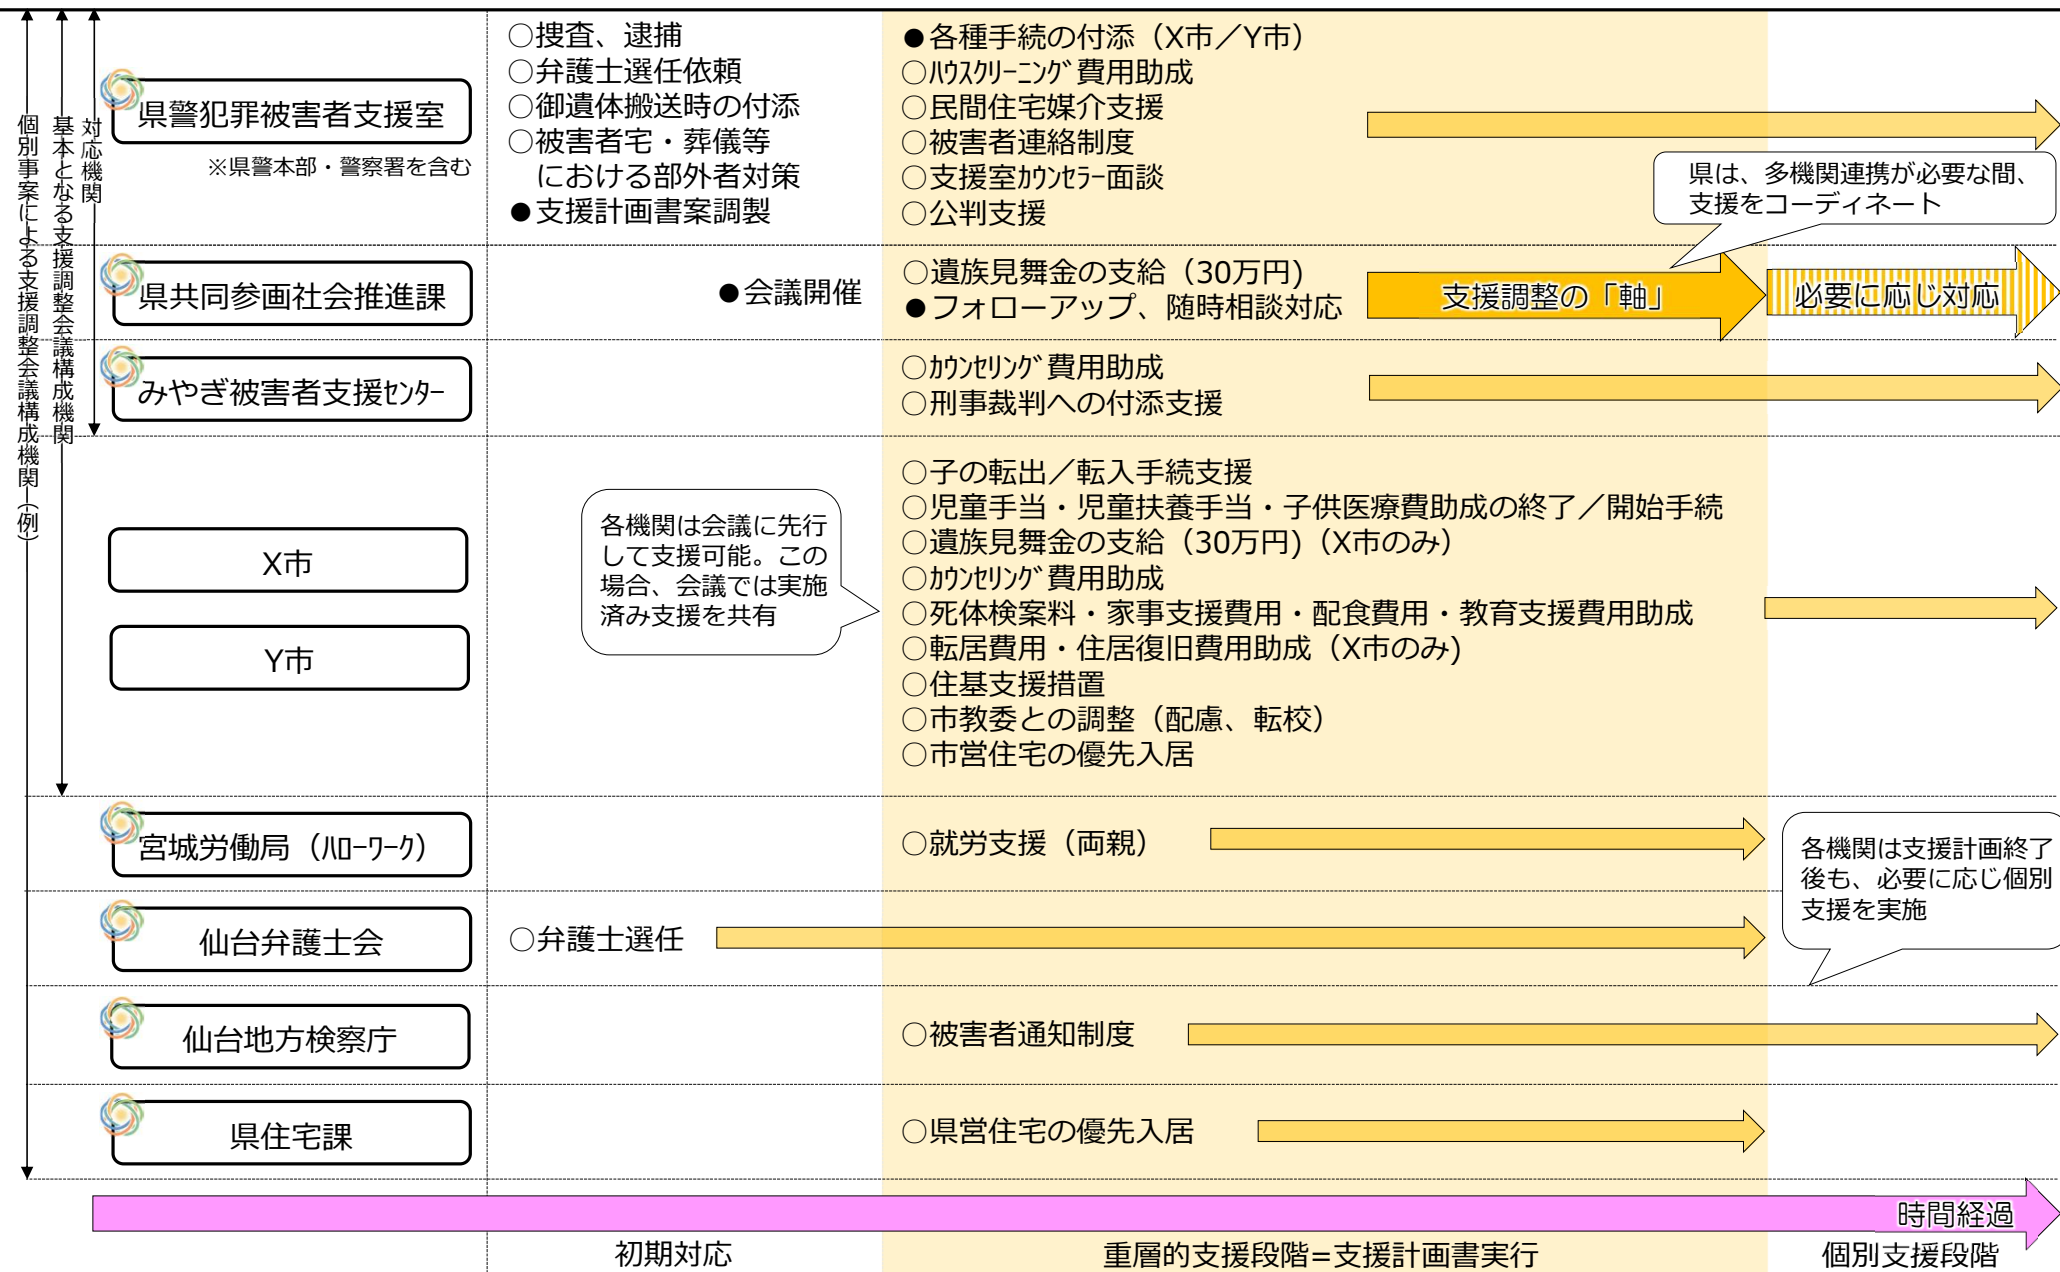 個別事案による支援調整会議構成機関(例)
基本となる支援調整会議構成機関
対応機関
県警犯罪被害者支援室
※県警本部・警察署を含む
○捜査、逮捕
○弁護士選任依頼
○御遺体搬送時の付添
○被害者宅・葬儀等
における部外者対策
●支援計画書案調製
●各種手続の付添（X市／Y市）
○ﾊｳｽｸﾘｰﾆﾝｸﾞ費用助成
○民間住宅媒介支援
○被害者連絡制度
○支援室ｶｳﾝｾﾗｰ面談
○公判支援
県は、多機関連携が必要な間、
支援をコーディネート
県共同参画社会推進課
●会議開催
○遺族見舞金の支給（30万円)
●フォローアップ、随時相談対応
支援調整の「軸」
必要に応じ対応
みやぎ被害者支援ｾﾝﾀｰ
○ｶｳﾝｾﾘﾝｸﾞ費用助成
○刑事裁判への付添支援
X市
Y市
各機関は会議に先行
して支援可能。この
場合、会議では実施
済み支援を共有
○子の転出／転入手続支援
○児童手当・児童扶養手当・子供医療費助成の終了／開始手続
○遺族見舞金の支給（30万円)（X市のみ）
○ｶｳﾝｾﾘﾝｸﾞ費用助成
○死体検案料・家事支援費用・配食費用・教育支援費用助成
○転居費用・住居復旧費用助成（X市のみ)
○住基支援措置
○市教委との調整（配慮、転校）
○市営住宅の優先入居
宮城労働局（ﾊﾛｰﾜｰｸ）
○就労支援（両親）
各機関は支援計画終了
後も、必要に応じ個別
支援を実施
仙台弁護士会
○弁護士選任
仙台地方検察庁
○被害者通知制度
県住宅課
○県営住宅の優先入居
時間経過
初期対応
重層的支援段階=支援計画書実行
個別支援段階